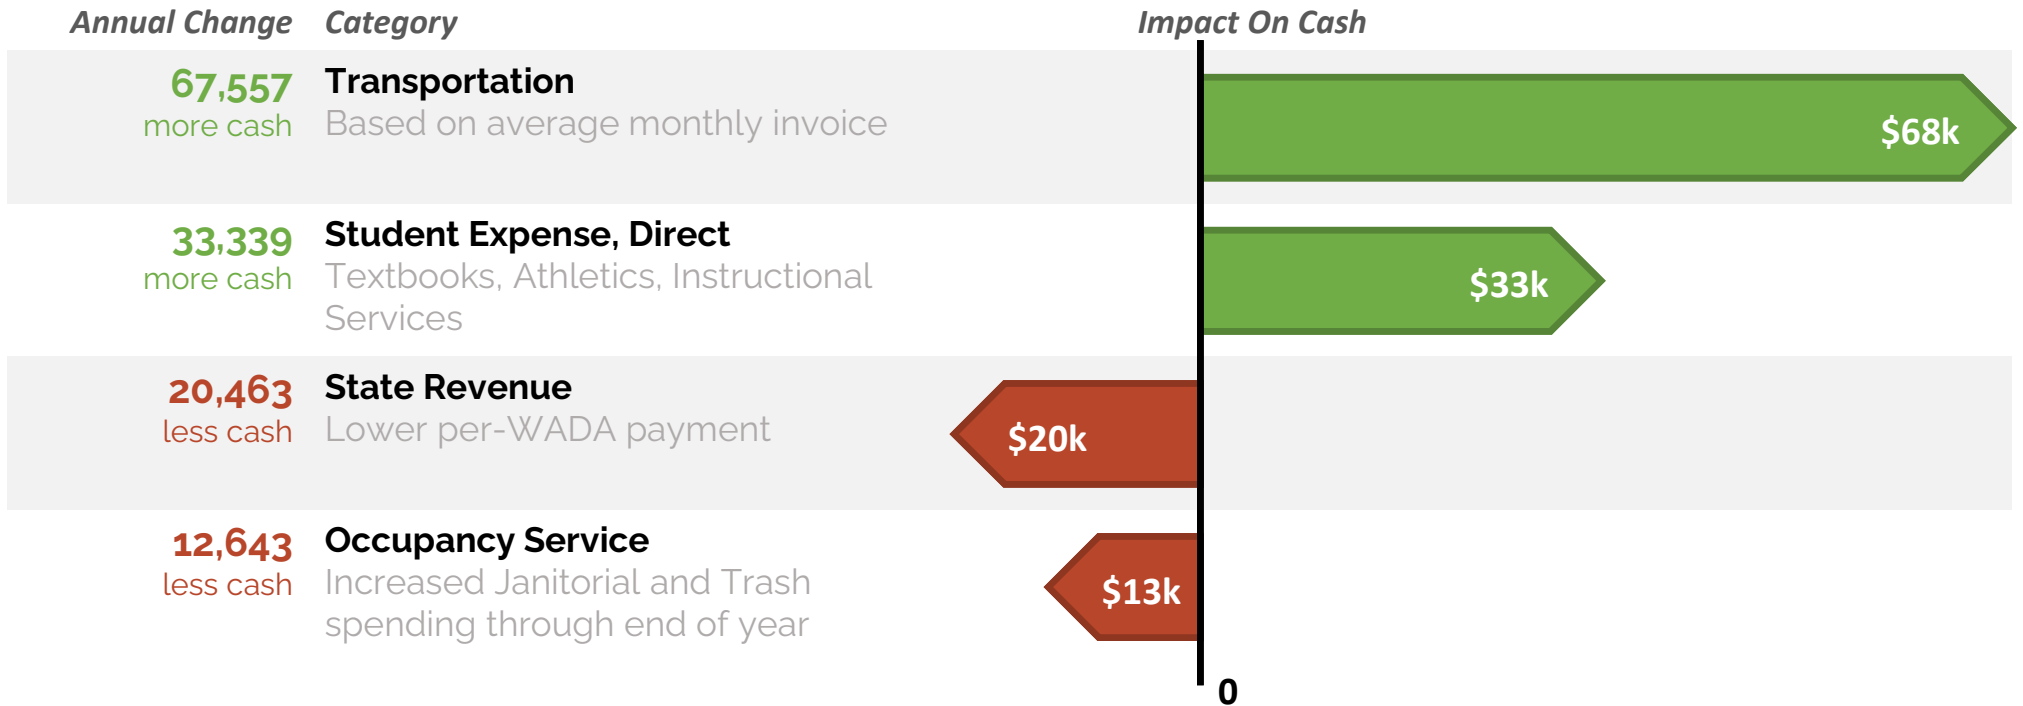 Annual Change Category Impact On Cash
67,557 Transportation
more cash Based on average monthly invoice
$68k
33,339 Student Expense, Direct
more cash Textbooks, Athletics, Instructional
Services
$33k
20,463 State Revenue
less cash Lower per-WADA payment
$20k
12,643 Occupancy Service
less cash Increased Janitorial and Trash
spending through end of year
$13k
0